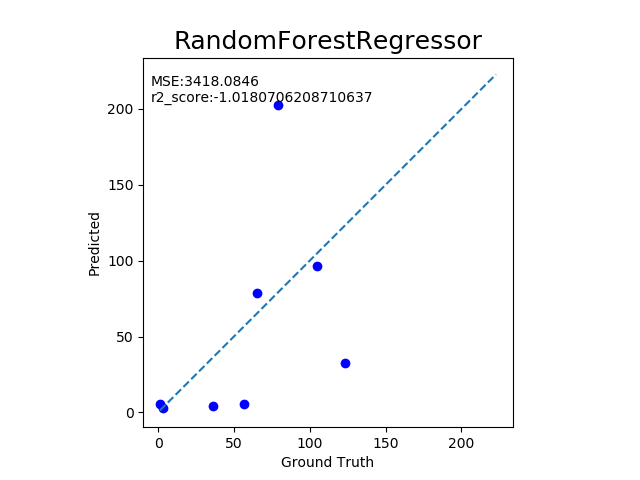 RandomForestRegressor
MSE:3418.0846
r2_score:-1.0180706208710637
200
150
100
50
0
Predicted
0 50 100 150 200
Ground Truth